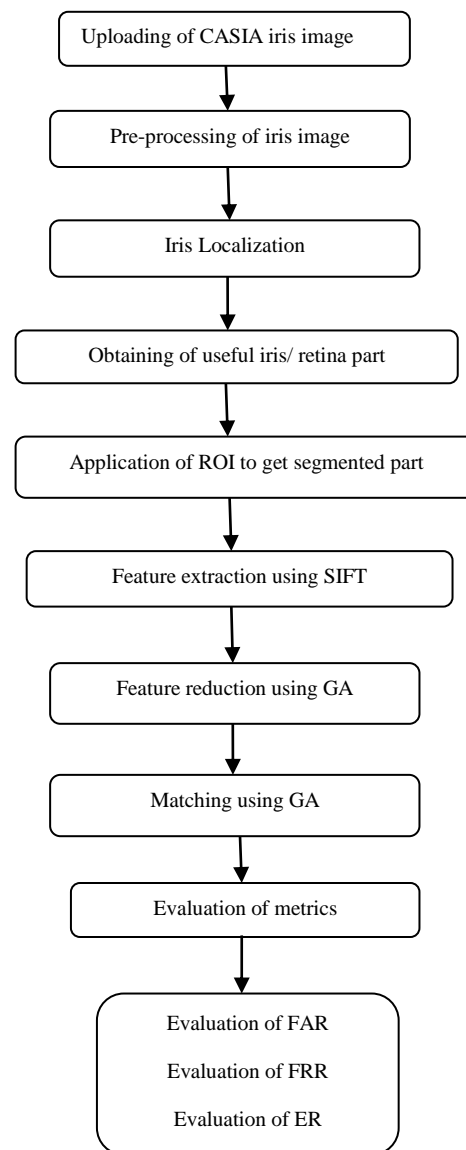 Uploading of CASIA iris image
Pre-processing of iris image
Iris Localization
Obtaining of useful iris/ retina part
Application of ROI to get segmented part
Feature extraction using SIFT
Feature reduction using GA
Matching using GA
Evaluation of metrics
Evaluation of FAR
Evaluation of FRR
Evaluation of ER